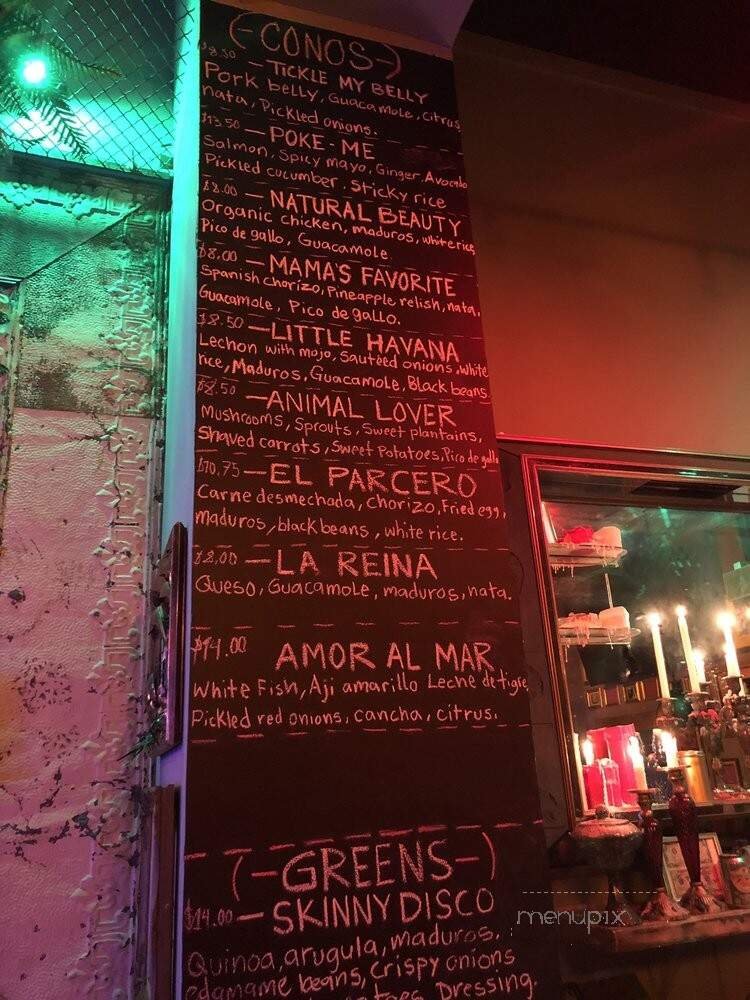 (-CONOS-)
$8.50 - TICKLE MY BELLY
Pork belly, Guacamole, citrus
nata, Pickled onions.
$13.50 - POKE-ME
Salmon, Spicy mayo, Ginger, Avocado
Pickled cucumber, Sticky rice
$8.00 - NATURAL BEAUTY
Organic chicken, maduros, white rice,
Pico de gallo, Guacamole
$8.00 - MAMA'S FAVORITE
Spanish chorizo, Pineapple relish, nata,
Guacamole, Pico de gallo.
$8.50 - LITTLE HAVANA
Lechon with mojo, Sautéed onions, white
rice, Maduros, Guacamole, Black beans.
$8.50 - ANIMAL LOVER
Mushrooms, Sprouts, Sweet plantains,
Shaved carrots, Sweet Potatoes, Pico de gallo
$10.75 - EL PARCERO
Carne desmechada, Chorizo, Fried egg,
maduros, black beans, white rice.
$8.00 - LA REINA
Queso, Guacamole, maduros, nata.
$14.00 AMOR AL MAR
White Fish, Aji amarillo Leche de tigre
Pickled red onions, cancha, citrus.
(-GREENS-)
$14.00 - SKINNY DISCO
Quinoa, arugula, maduros,
edamame beans, Crispy onions
Dressing.
menupix